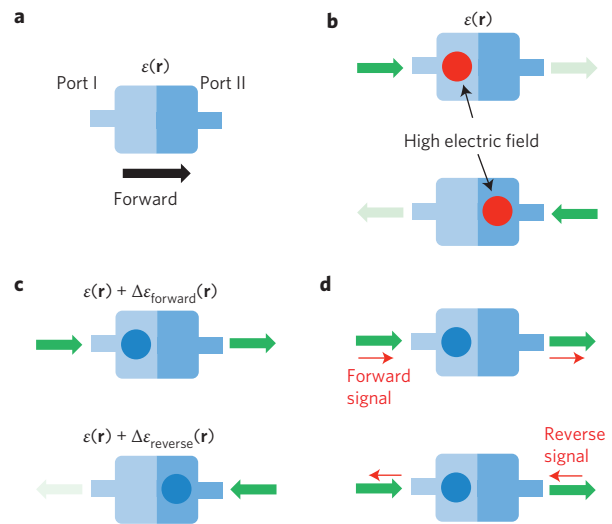 a
ε(r)
Port I
Port II
Forward
b
ε(r)
High electric field
c
ε(r) + Δε_forward(r)
ε(r) + Δε_reverse(r)
d
Forward
signal
Reverse
signal